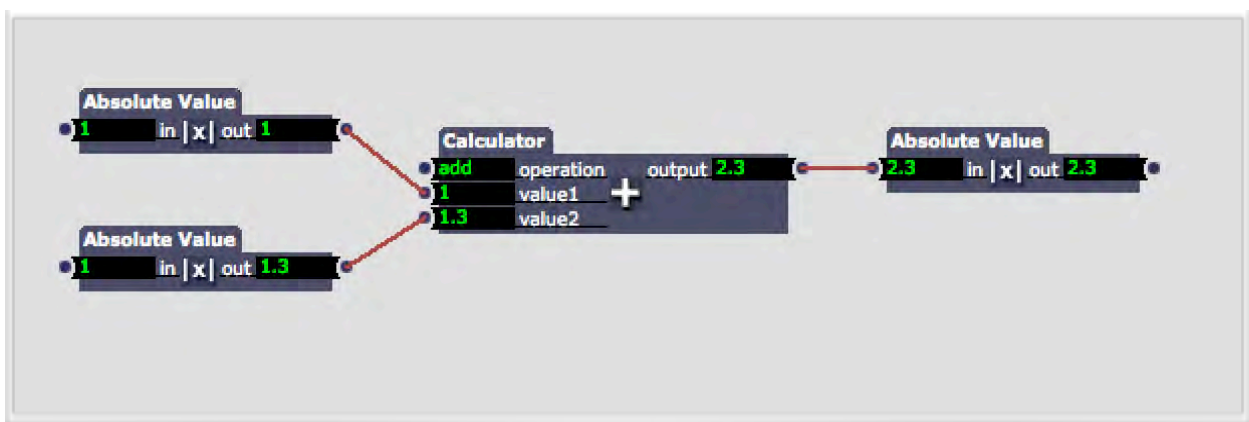 Absolute Value
1 in |x| out 1
Calculator
add operation output 2.3
1 value1 +
1.3 value2
Absolute Value
2.3 in |x| out 2.3
Absolute Value
1 in |x| out 1.3